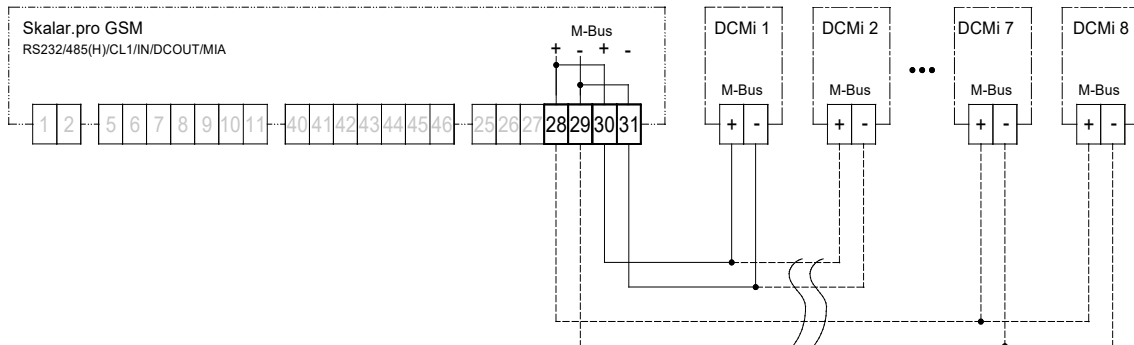 Skalar.pro GSM
RS232/485(H)/CL1/IN/DCOUT/MIA
M-Bus
+ - + -
DCMi 1 DCMi 2 ••• DCMi 7 DCMi 8
M-Bus M-Bus M-Bus M-Bus
1 2 5 6 7 8 9 10 11 40 41 42 43 44 45 46 25 26 27 28 29 30 31 + - + - + - + -